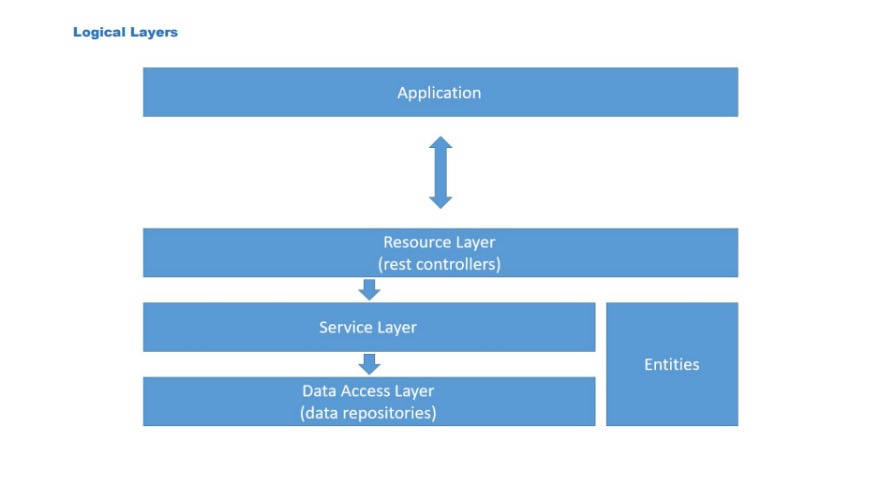 Logical Layers
Application
Resource Layer
(rest controllers)
Service Layer
Entities
Data Access Layer
(data repositories)